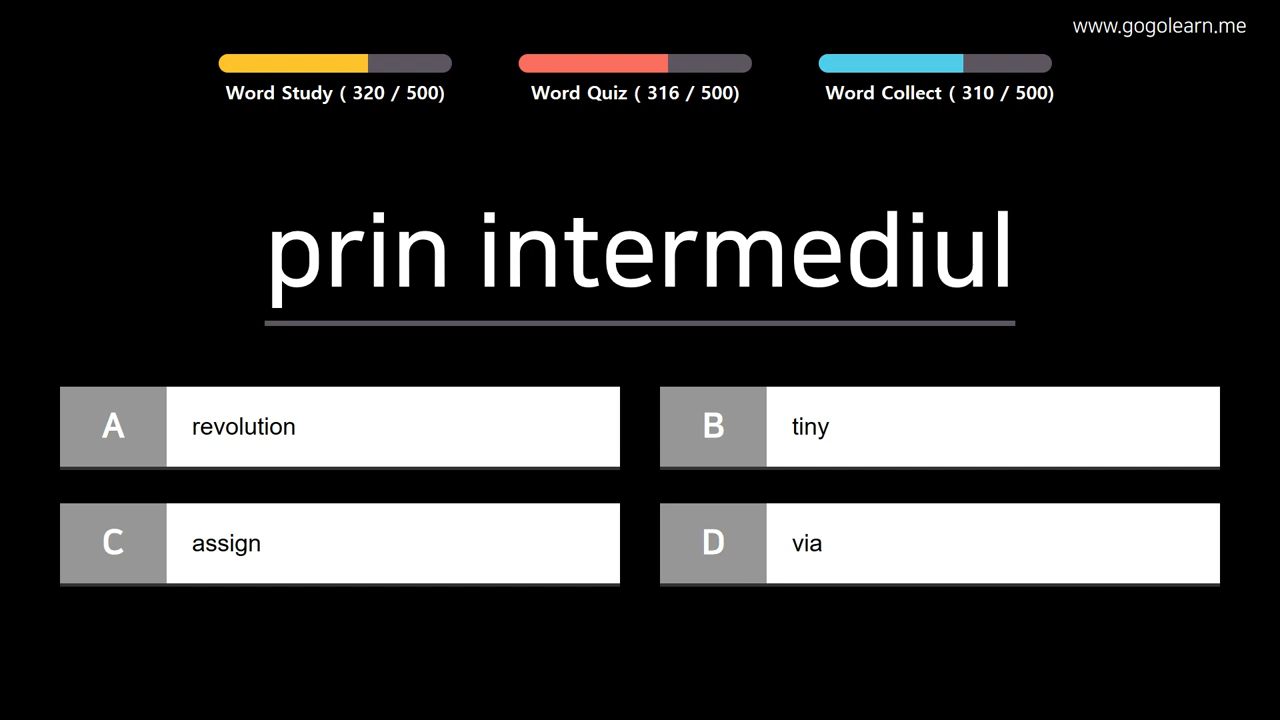 www.gogolearn.me
Word Study ( 320 / 500)
Word Quiz ( 316 / 500)
Word Collect ( 310 / 500)
prin intermediul
A revolution
B tiny
C assign
D via